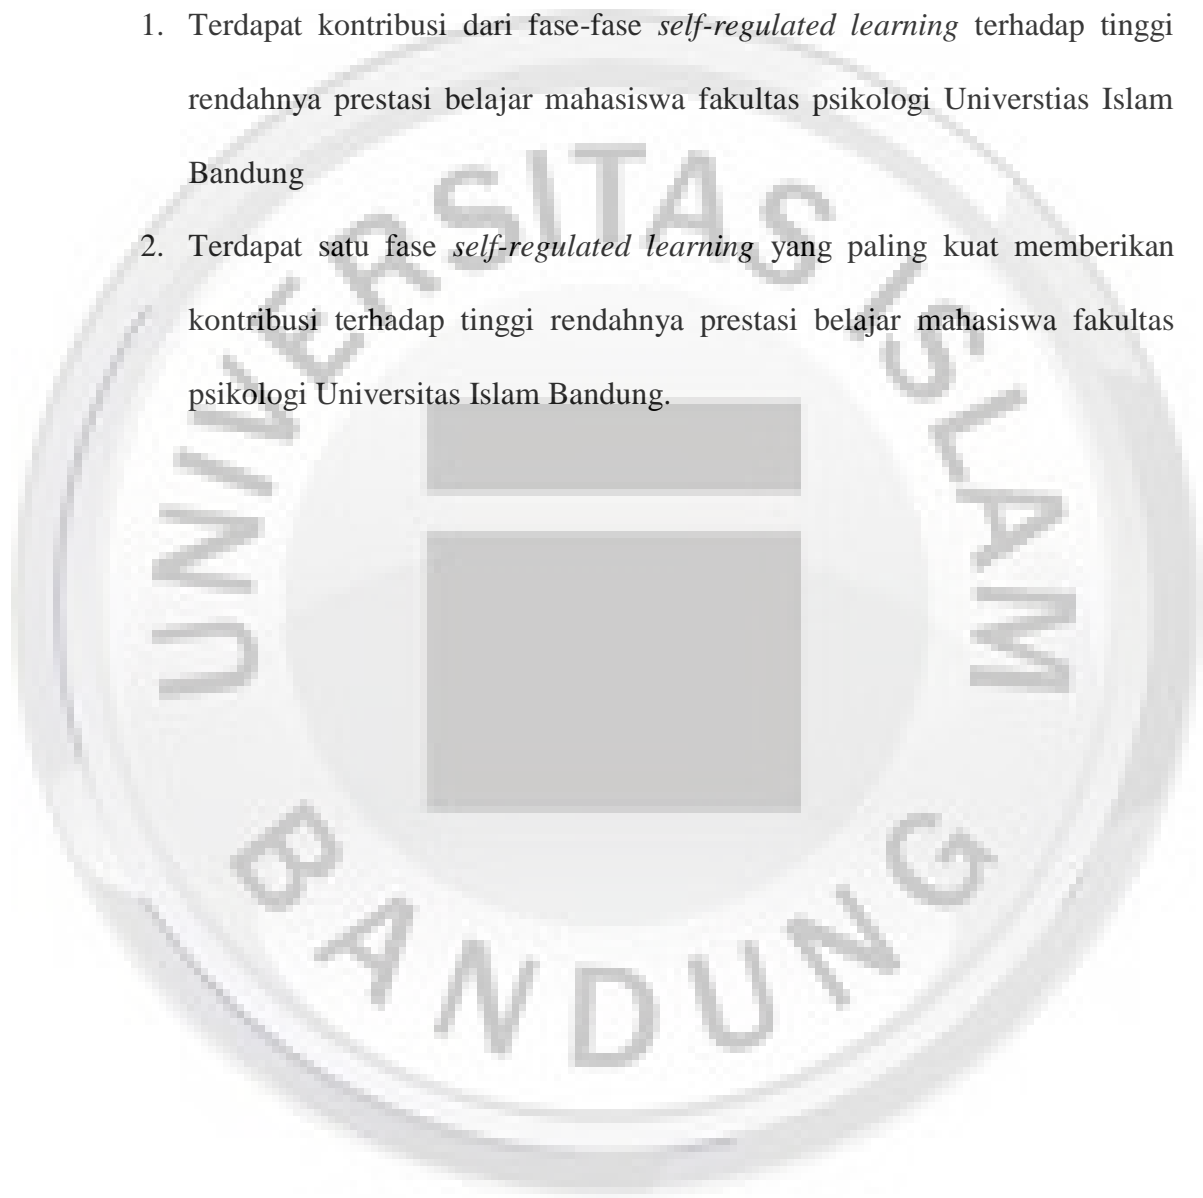 1. Terdapat kontribusi dari fase-fase self-regulated learning terhadap tinggi
rendahnya prestasi belajar mahasiswa fakultas psikologi Universtias Islam
Bandung
2. Terdapat satu fase self-regulated learning yang paling kuat memberikan
kontribusi terhadap tinggi rendahnya prestasi belajar mahasiswa fakultas
psikologi Universitas Islam Bandung.
UNIVERSITAS ISLAM
BANDUNG